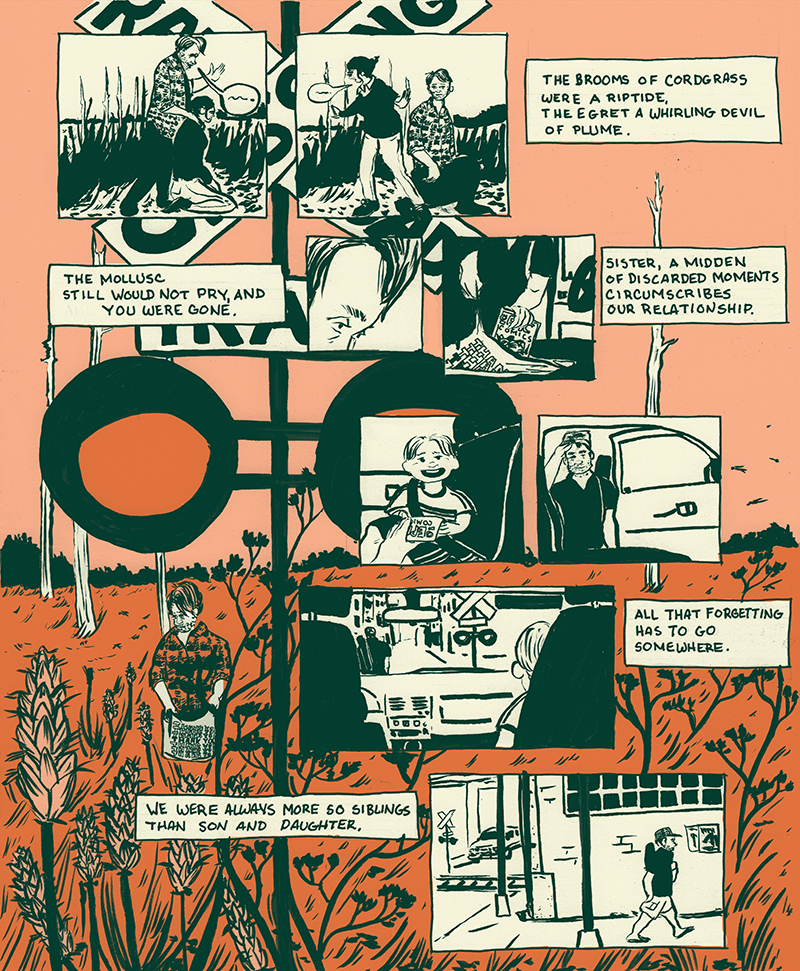 THE BROOMS OF CORDGRASS
WERE A RIPTIDE,
THE EGRET A WHIRLING DEVIL
OF PLUME.
THE MOLLUSC
STILL WOULD NOT PRY, AND
YOU WERE GONE.
SISTER, A MIDDEN
OF DISCARDED MOMENTS
CIRCUMSCRIBES
OUR RELATIONSHIP.
ALL THAT FORGETTING
HAS TO GO
SOMEWHERE.
WE WERE ALWAYS MORE SO SIBLINGS
THAN SON AND DAUGHTER.